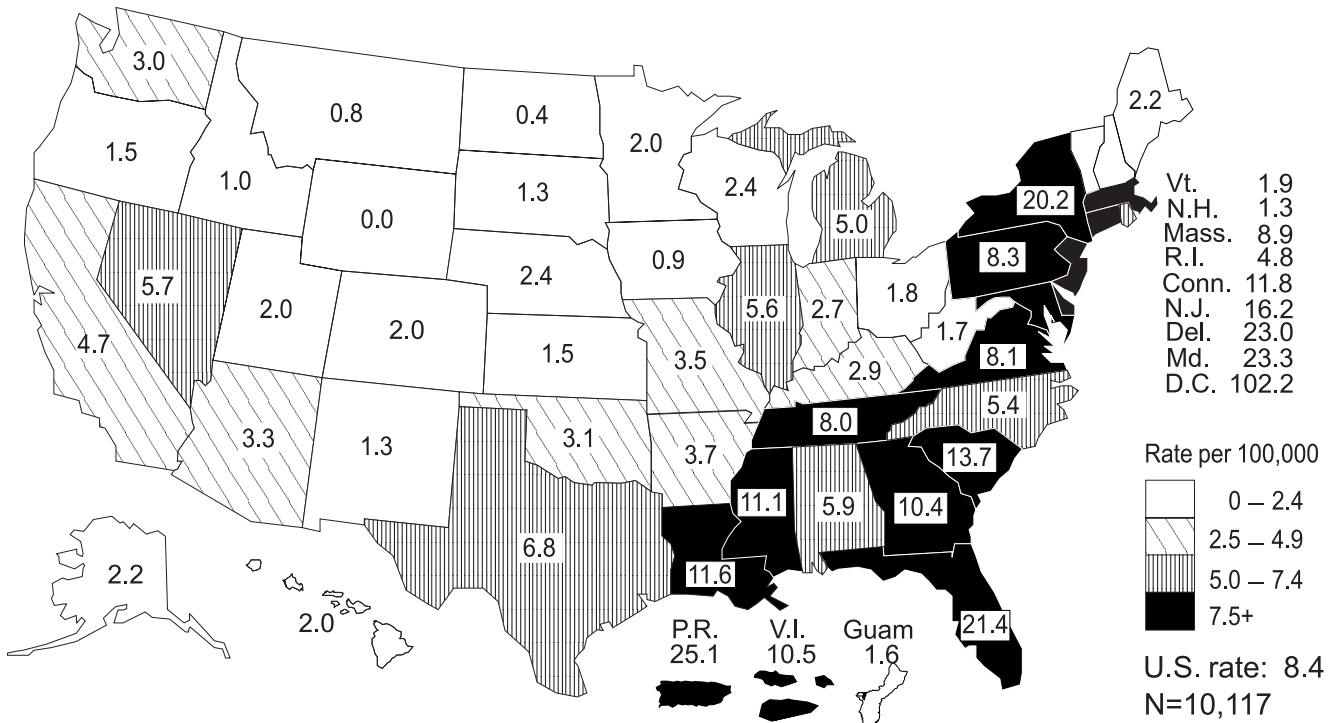 3.0
0.8
0.4
2.0
2.2
1.5
1.0
1.3
2.4
0.0
5.0
20.2
Vt. 1.9
N.H. 1.3
Mass. 8.9
R.I. 4.8
Conn. 11.8
N.J. 16.2
Del. 23.0
Md. 23.3
D.C. 102.2
5.7
2.0
2.0
2.4
0.9
5.6
2.7
1.8
8.3
1.7
8.1
4.7
1.5
3.5
2.9
5.4
3.3
1.3
3.1
3.7
8.0
13.7
6.8
11.6
11.1
5.9
10.4
21.4
2.2
2.0
P.R.
25.1
V.I.
10.5
Guam
1.6
Rate per 100,000
0 – 2.4
2.5 – 4.9
5.0 – 7.4
7.5+
U.S. rate: 8.4
N=10,117